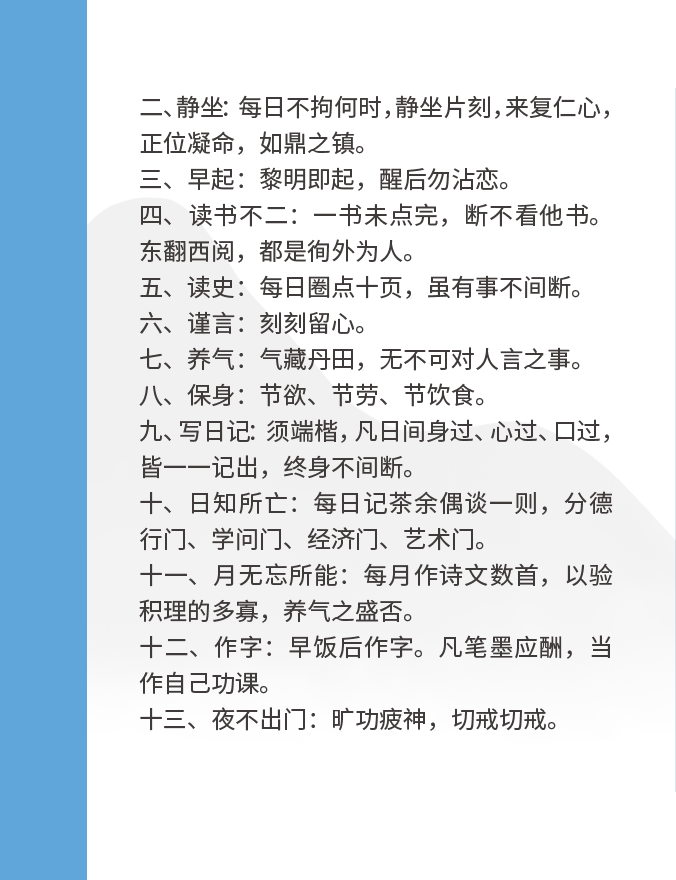 二、静坐：每日不拘何时，静坐片刻，来复仁心，
正位凝命，如鼎之镇。
三、早起：黎明即起，醒后勿沾恋。
四、读书不二：一书未点完，断不看他书。
东翻西阅，都是徇外为人。
五、读史：每日圈点十页，虽有事不间断。
六、谨言：刻刻留心。
七、养气：气藏丹田，无不可对人言之事。
八、保身：节欲、节劳、节饮食。
九、写日记：须端楷，凡日间身过、心过、口过，
皆一一记出，终身不间断。
十、日知所亡：每日记茶余偶谈一则，分德
行门、学问门、经济门、艺术门。
十一、月无忘所能：每月作诗文数首，以验
积理的多寡，养气之盛否。
十二、作字：早饭后作字。凡笔墨应酬，当
作自己功课。
十三、夜不出门：旷功疲神，切戒切戒。